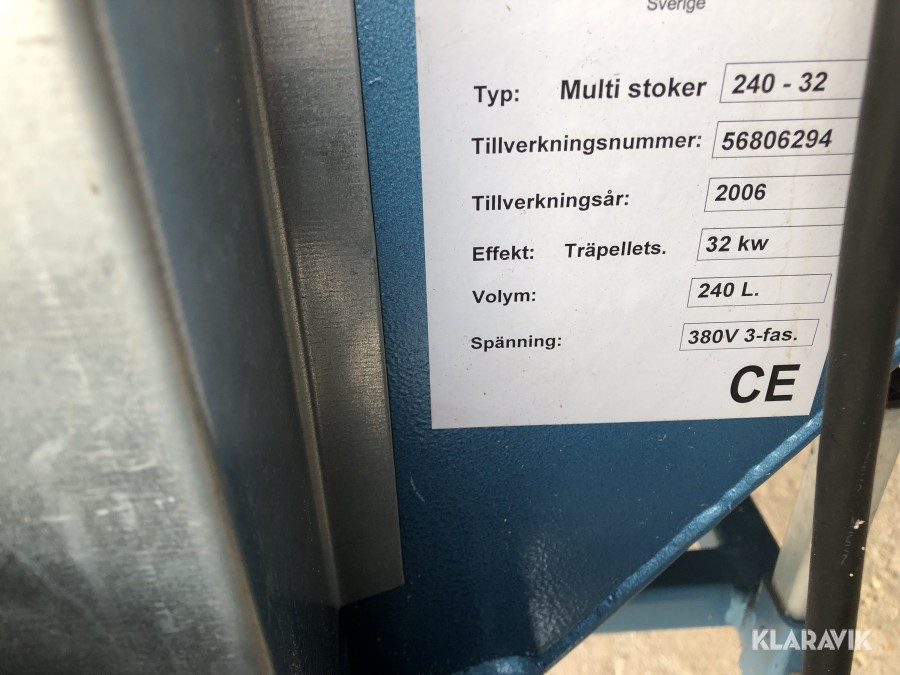 Sverige
Typ: Multi stoker 240 - 32
Tillverkningsnummer: 56806294
Tillverkningsår: 2006
Effekt: Träpellets. 32 kw
Volym: 240 L.
Spänning: 380V 3-fas.
CE
KLARAVIK